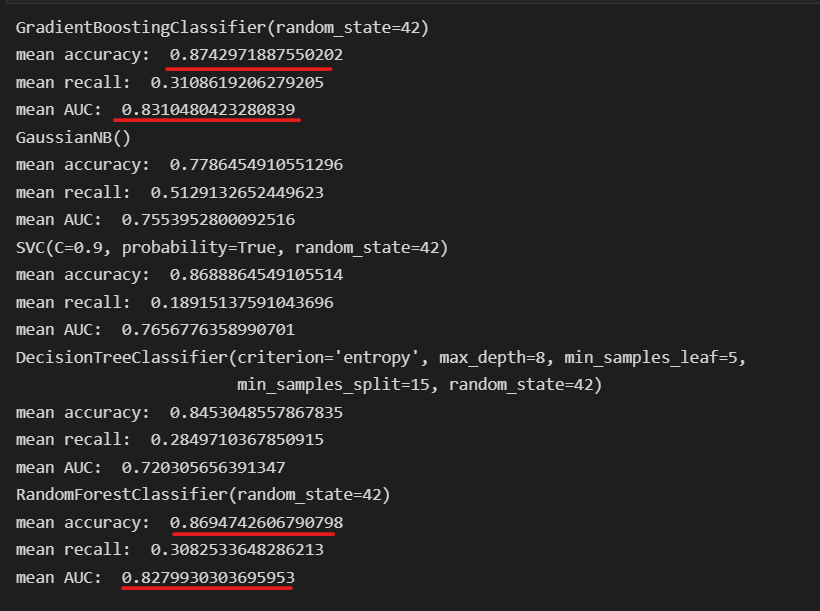 GradientBoostingClassifier(random_state=42)
mean accuracy:  0.8742971887550202
mean recall:  0.3108619206279205
mean AUC:  0.8310480423280839
GaussianNB()
mean accuracy:  0.7786454910551296
mean recall:  0.5129132652449623
mean AUC:  0.7553952800092516
SVC(C=0.9, probability=True, random_state=42)
mean accuracy:  0.8688864549105514
mean recall:  0.18915137591043696
mean AUC:  0.7656776358990701
DecisionTreeClassifier(criterion='entropy', max_depth=8, min_samples_leaf=5,
                       min_samples_split=15, random_state=42)
mean accuracy:  0.8453048557867835
mean recall:  0.2849710367850915
mean AUC:  0.720305656391347
RandomForestClassifier(random_state=42)
mean accuracy:  0.8694742606790798
mean recall:  0.3082533648286213
mean AUC:  0.8279930303695953